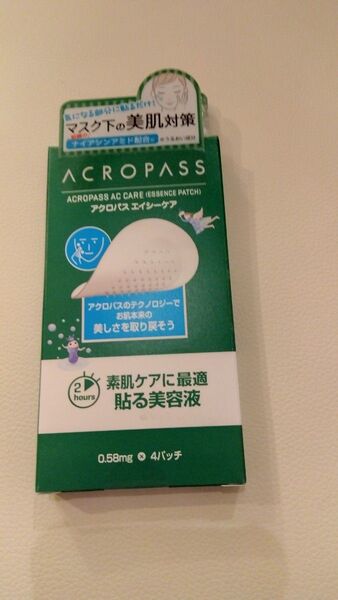 気になる部分に貼るだけ!
マスク下の美肌対策
ナイアシンアミド配合
ACROPASS
ACROPASS AC CARE (ESSENCE PATCH)
アクロパス エイシーケア
アクロパスのテクノロジーで
お肌本来の
美しさを取り戻そう
2
hours
素肌ケアに最適
貼る美容液
0.58mg × 4パッチ